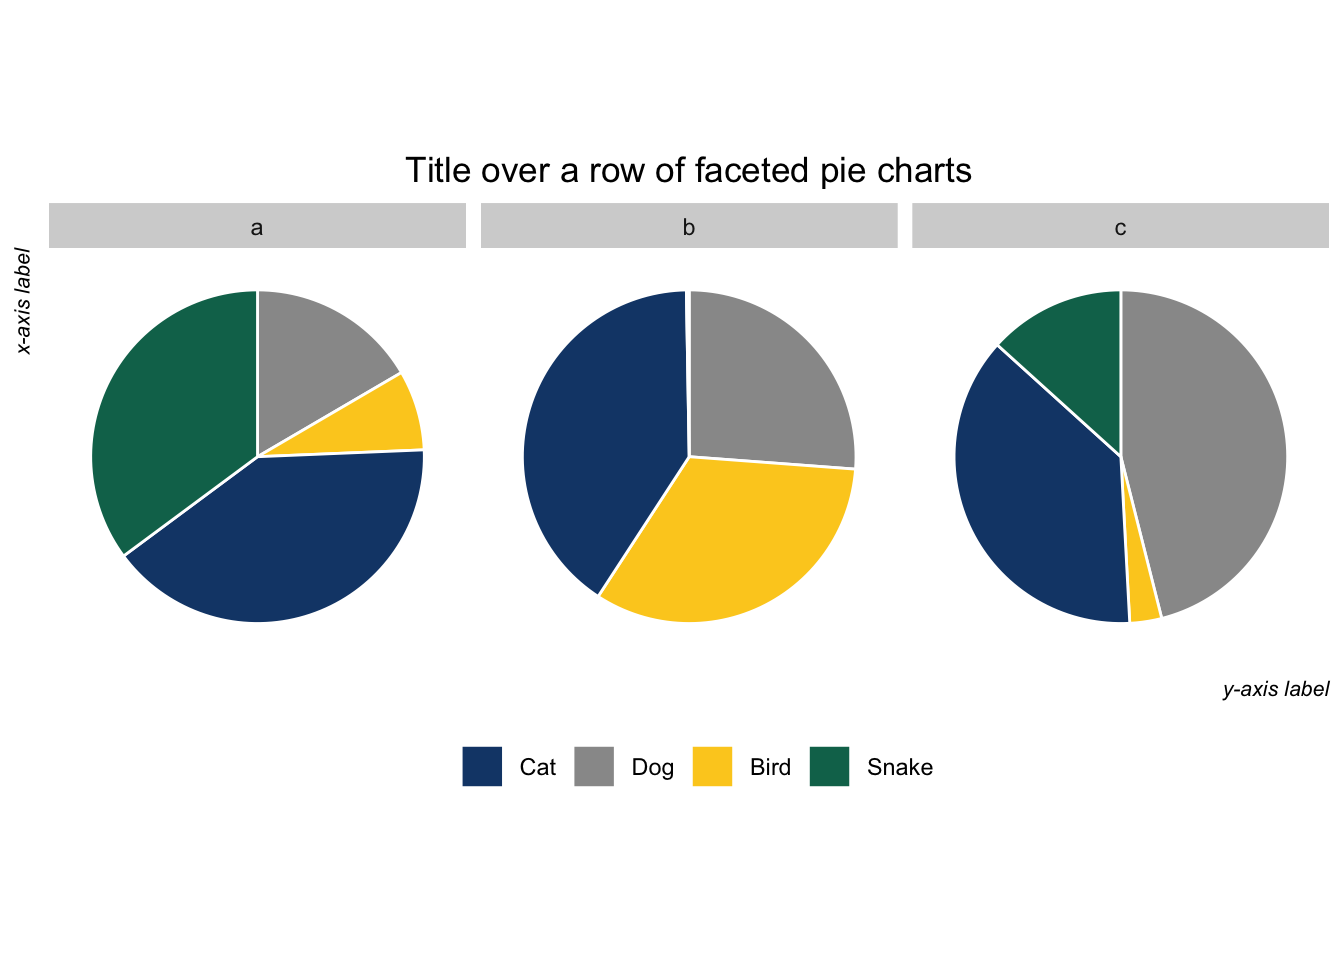 Title over a row of faceted pie charts
a b c
x-axis label
y-axis label
Cat Dog Bird Snake